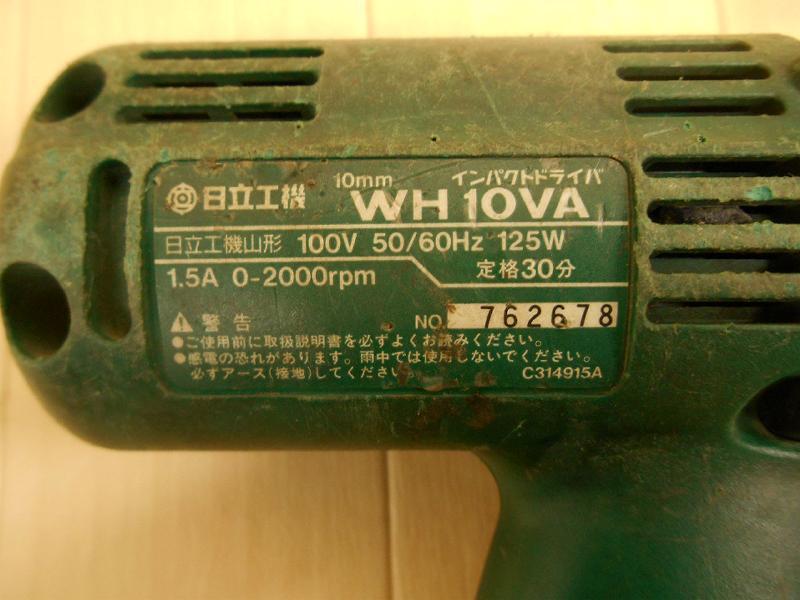 日立工機 10mm インパクトドライバ
WH 10VA
日立工機山形 100V 50/60Hz 125W
1.5A 0-2000rpm 定格30分
警告 NO. 762678
●ご使用前に取扱説明書を必ずよくお読みください。
●感電の恐れがあります。雨中では使用しないでください。
必ずアース(接地)してください。 C314915A